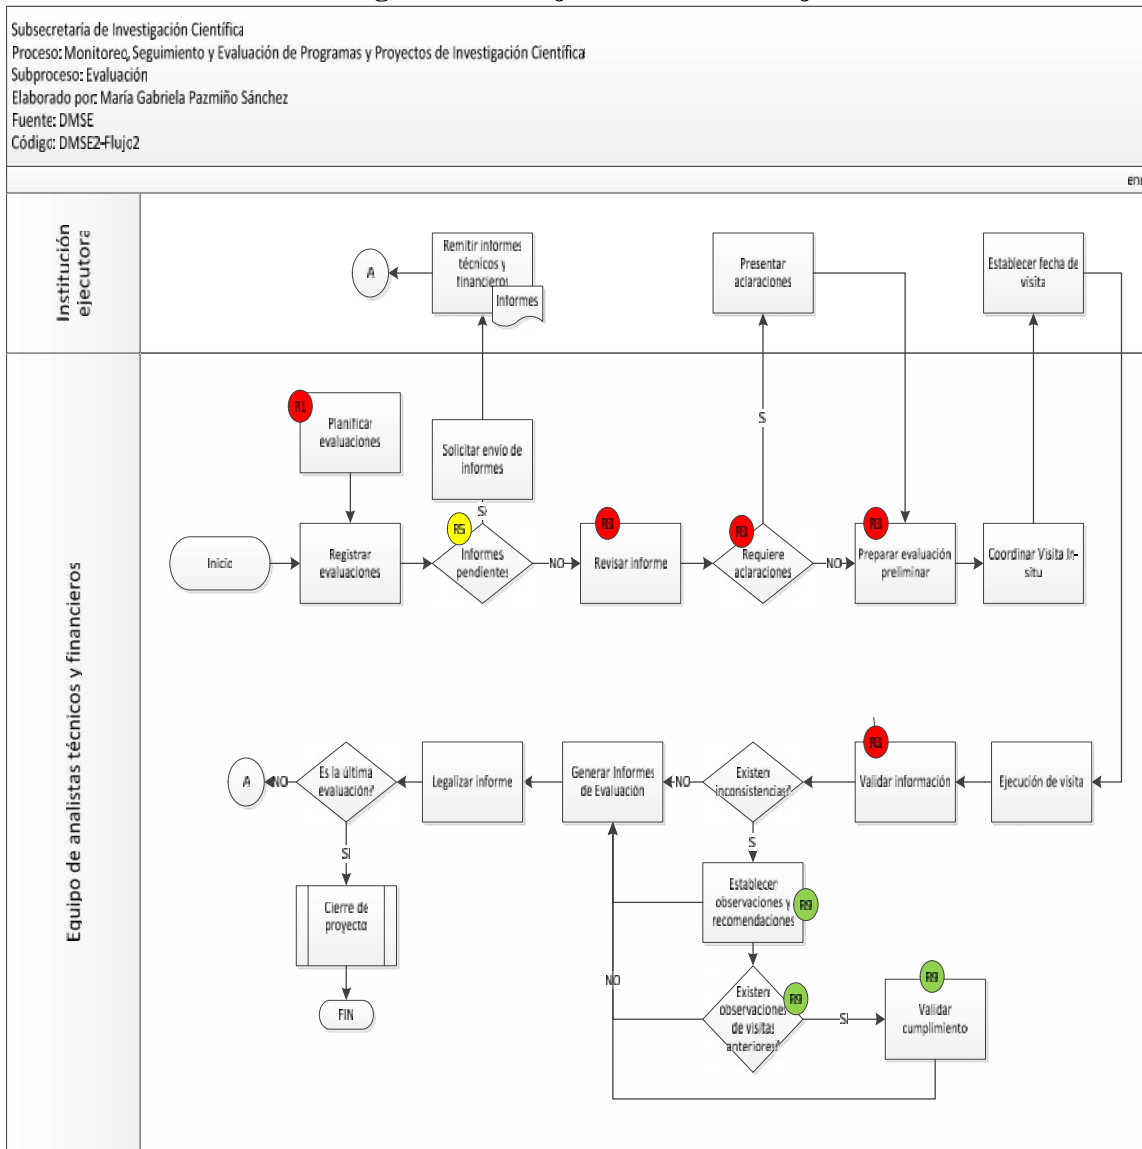 Subsecretaría de Investigación Científica
Proceso: Monitoreo, Seguimiento y Evaluación de Programas y Proyectos de Investigación Científica
Subproceso: Evaluación
Elaborado por: María Gabriela Pazmiño Sánchez
Fuente: DMSE
Código: DMSE2-Flujo2
Institución
ejecutora
A
Remitir informes
técnicos y
financieros
Informes
Presentar
aclaraciones
Establecer fecha de
visita
Equipo de analistas técnicos y financieros
R1
Planificar
evaluaciones
Solicitar envío de
informes
SI
SI
Inicio
Registrar
evaluaciones
R5
Informes
pendientes
NO
Revisar informe
Requiere
aclaraciones
NO
Preparar evaluación
preliminar
Coordinar Visita In-
situ
A
NO
Es la última
evaluación?
Legalizar informe
Generar Informes
de Evaluación
NO
Existen
inconsistencias?
Validar información
Ejecución de visita
SI
SI
Cierre de
proyecto
FIN
Establecer
observaciones y
recomendaciones
R9
NO
Existen
observaciones
de visitas
anteriores?
R9
SI
R9
Validar
cumplimiento